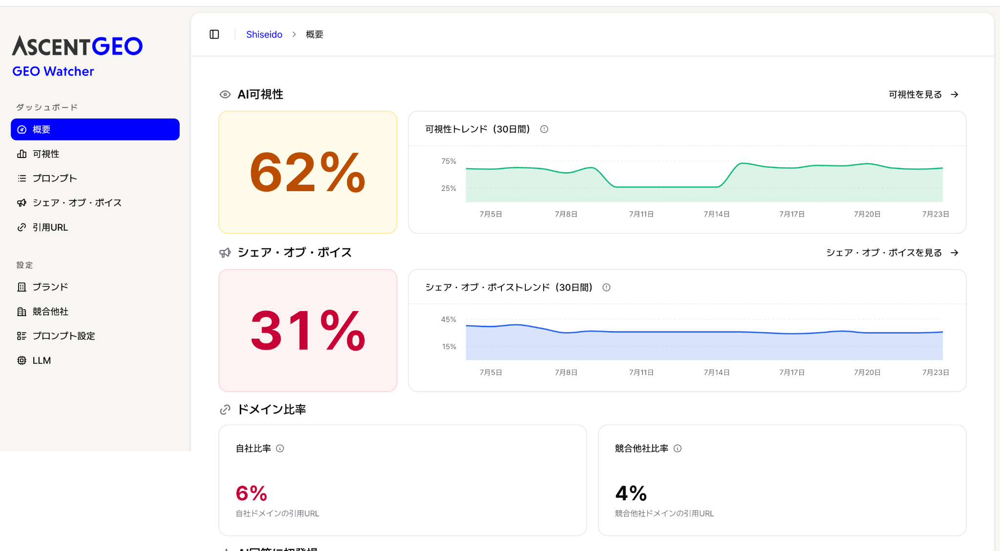 ASCENTGEO
GEO Watcher
ダッシュボード
概要
可視性
プロンプト
シェア・オブ・ボイス
引用URL
設定
ブランド
競合他社
プロンプト設定
LLM
Shiseido > 概要
AI可視性
可視性を見る →
62%
可視性トレンド（30日間）
75%
25%
7月5日 7月8日 7月11日 7月14日 7月17日 7月20日 7月23日
シェア・オブ・ボイス
シェア・オブ・ボイスを見る →
31%
シェア・オブ・ボイストレンド（30日間）
45%
15%
7月5日 7月8日 7月11日 7月14日 7月17日 7月20日 7月23日
ドメイン比率
自社比率
6%
自社ドメインの引用URL
競合他社比率
4%
競合他社ドメインの引用URL
AI回答に初登場